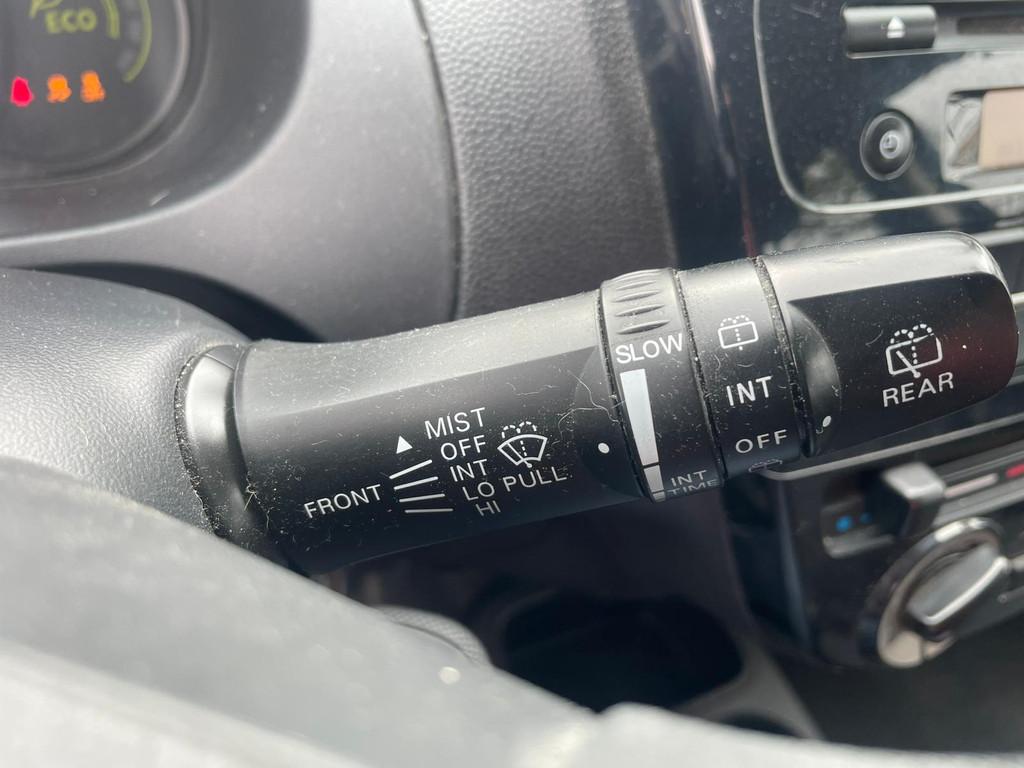 ECO
MIST
OFF
INT
LO PULL
HI
FRONT
SLOW
INT TIME
INT
OFF
REAR